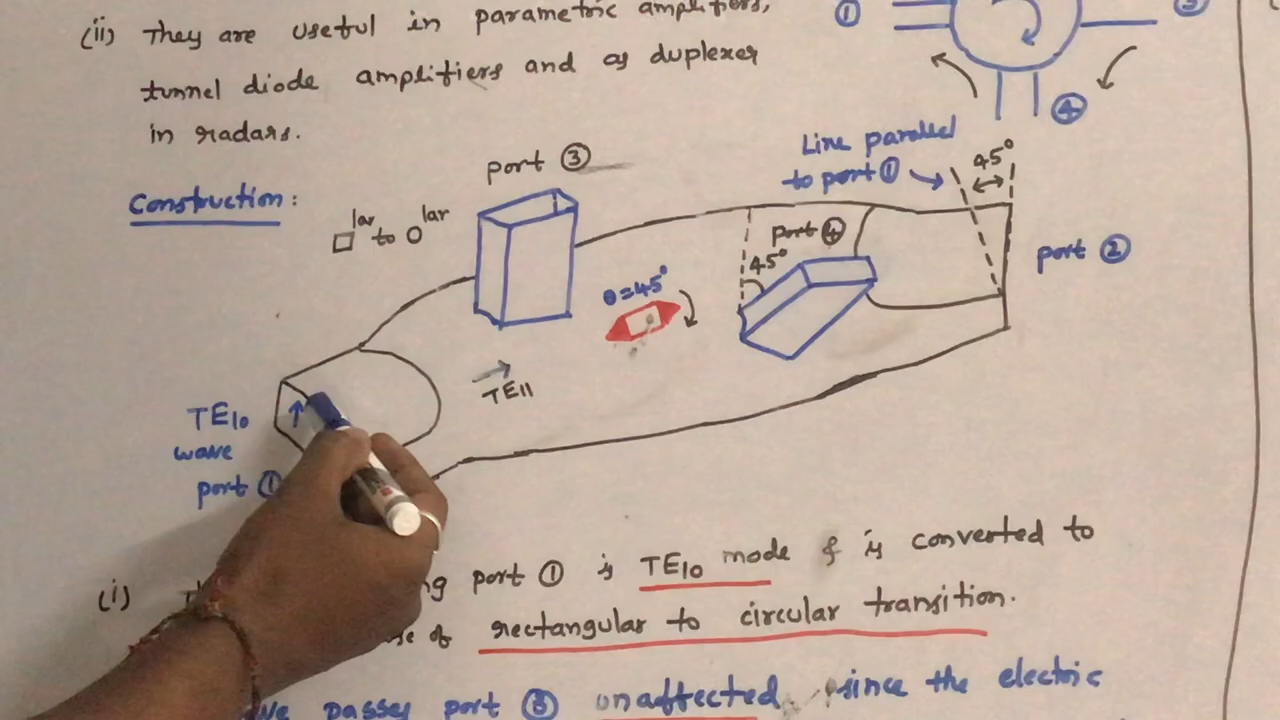 (ii) They are useful in parametric amplifiers,
tunnel diode amplifiers and as duplexer
in radars.
①
④
Construction:
□lar to ○lar
port ③
Line parallel
to port ①
45°
port ④
45°
port ②
θ=45°
TE11
TE10
wave
port ①
(i) port ① is TE10 mode & is converted to
of rectangular to circular transition.
passes port ③ unaffected, since the electric